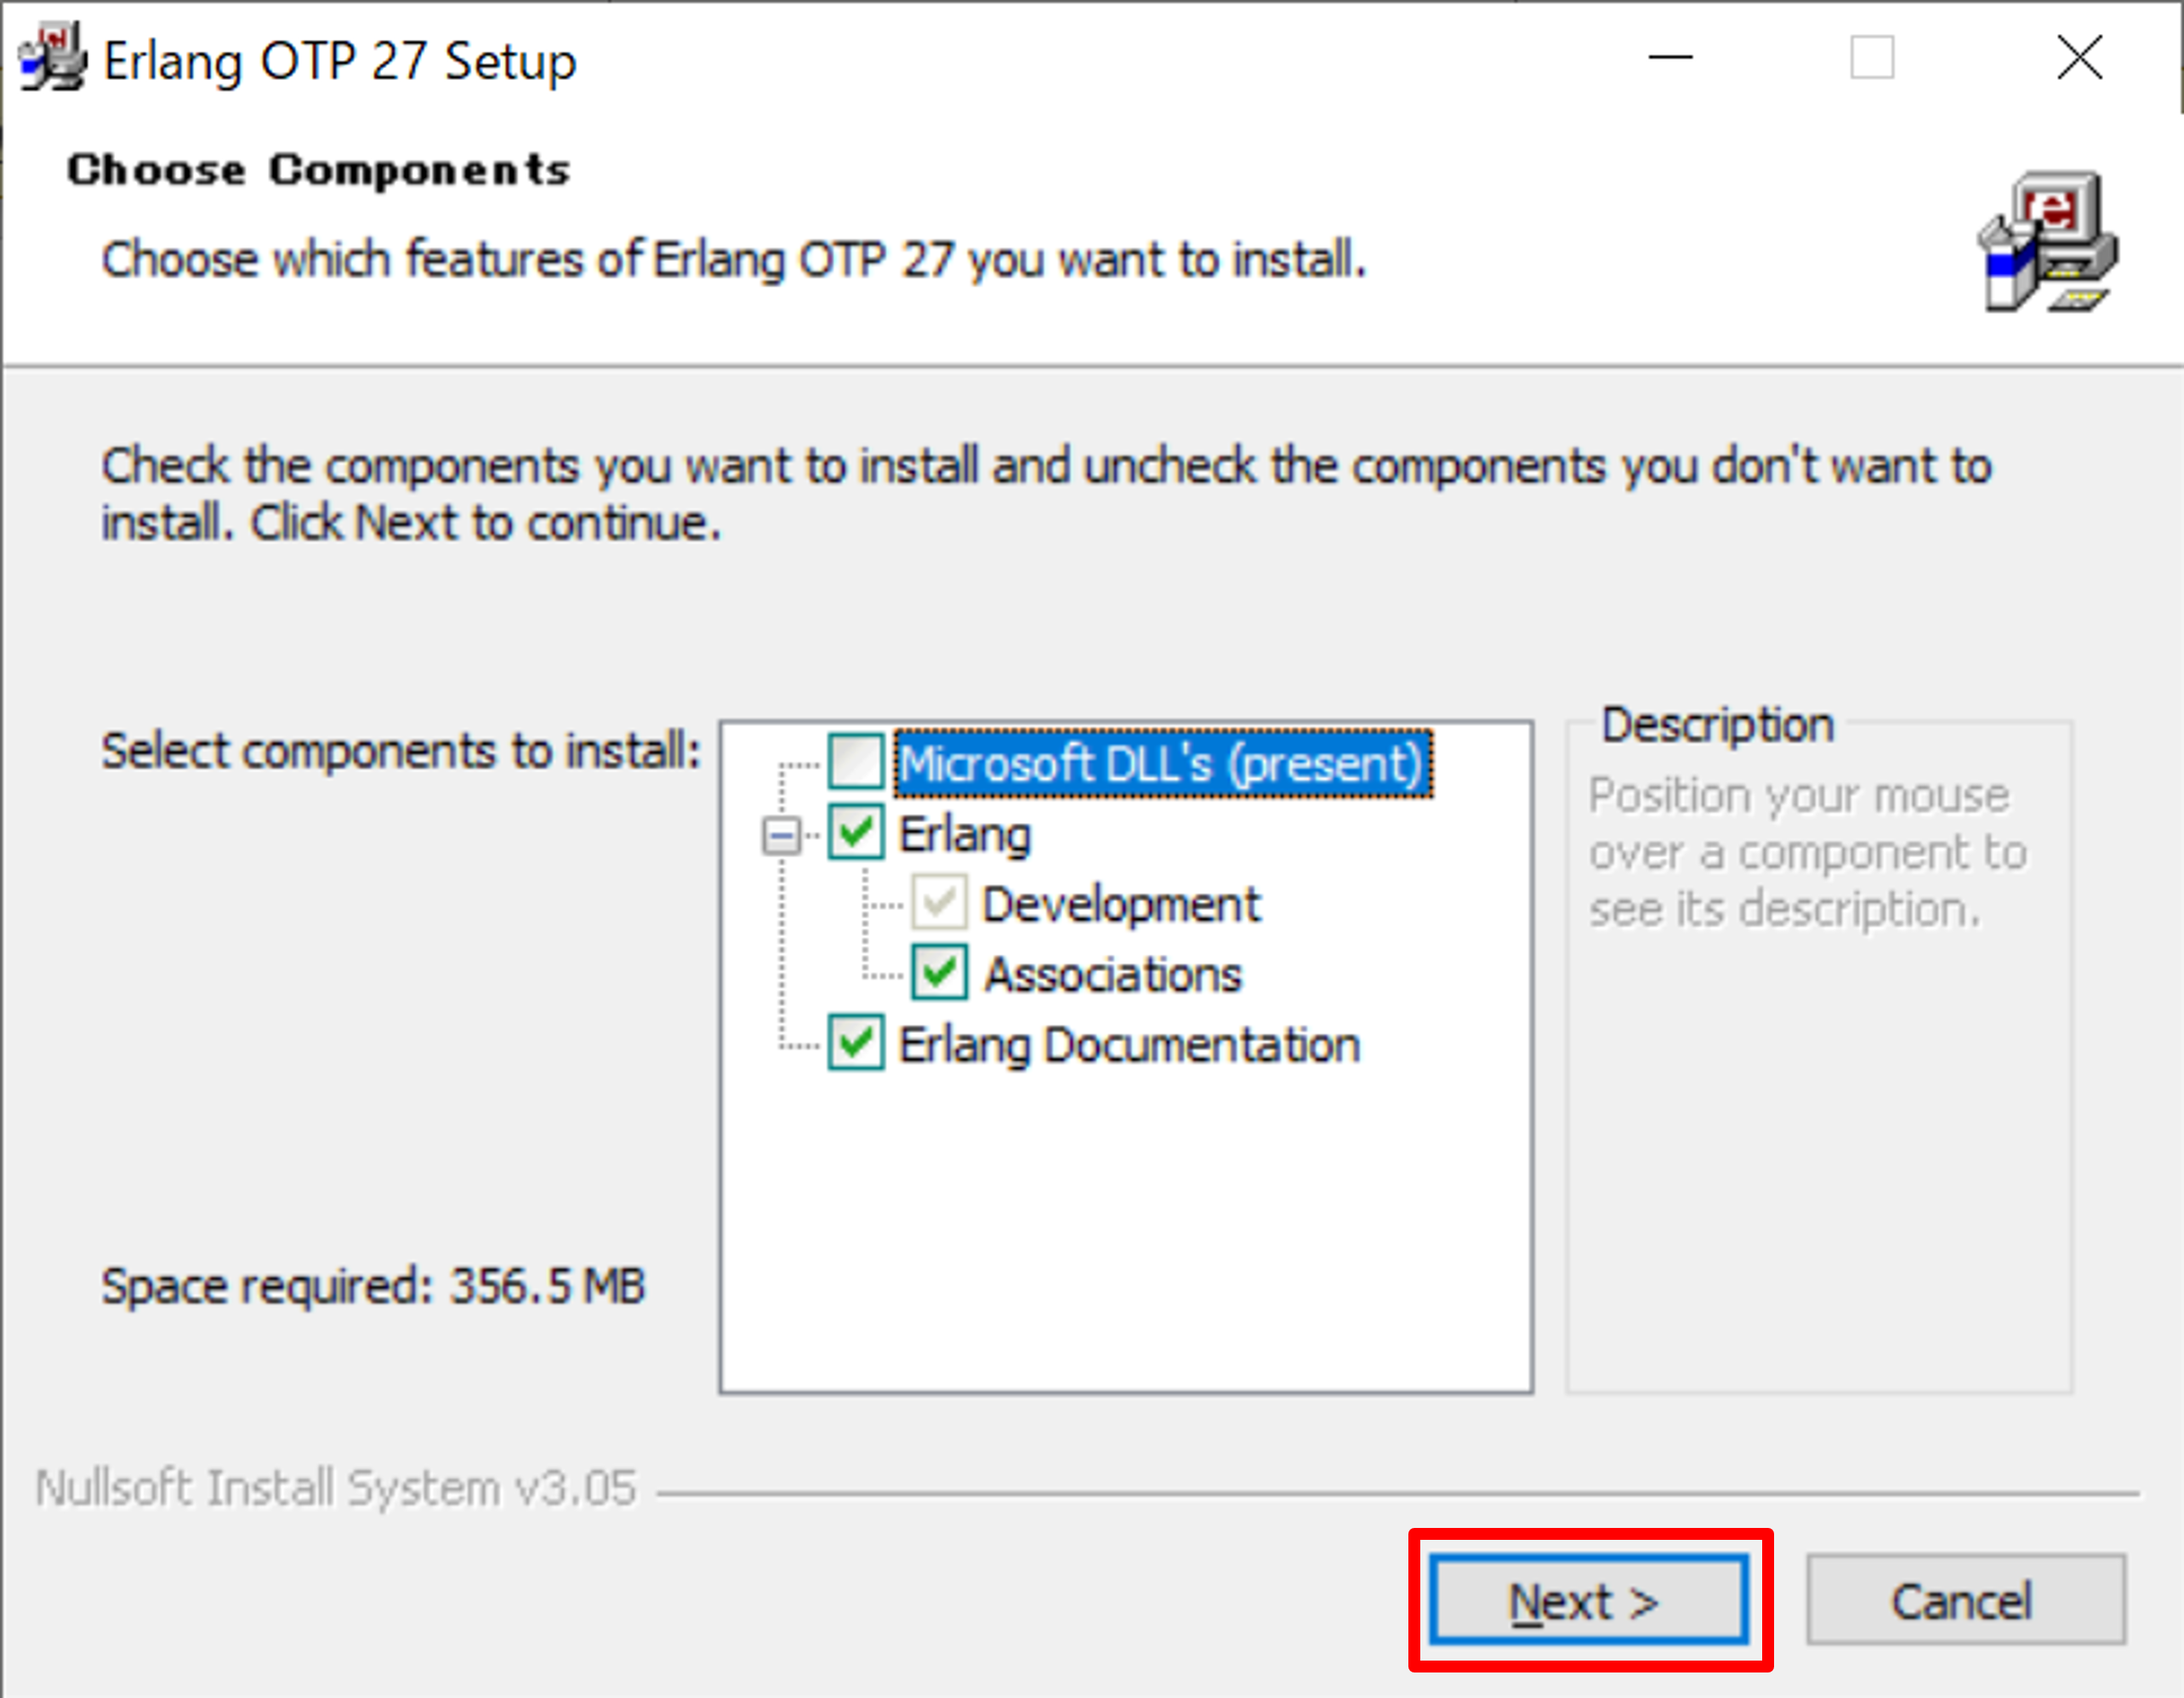 Erlang OTP 27 Setup
Choose Components
Choose which features of Erlang OTP 27 you want to install.
Check the components you want to install and uncheck the components you don't want to
install. Click Next to continue.
Select components to install:
Microsoft DLL's (present)
Erlang
Development
Associations
Erlang Documentation
Description
Position your mouse
over a component to
see its description.
Space required: 356.5 MB
Nullsoft Install System v3.05
Next >
Cancel